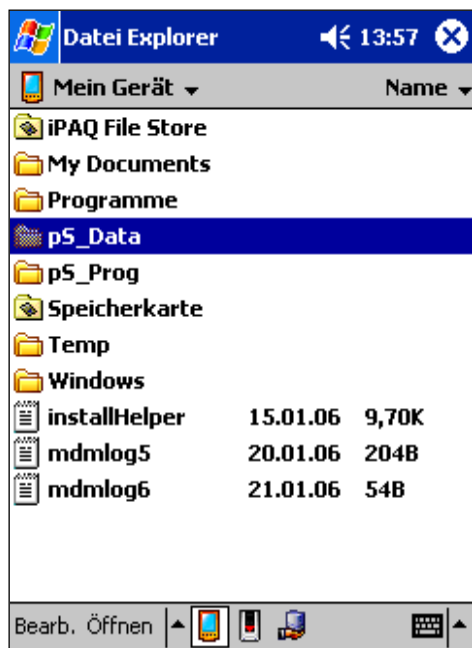 Datei Explorer 13:57
Mein Gerät Name
iPAQ File Store
My Documents
Programme
pS_Data
pS_Prog
Speicherkarte
Temp
Windows
installHelper 15.01.06 9,70K
mdmlog5 20.01.06 204B
mdmlog6 21.01.06 54B
Bearb. Öffnen